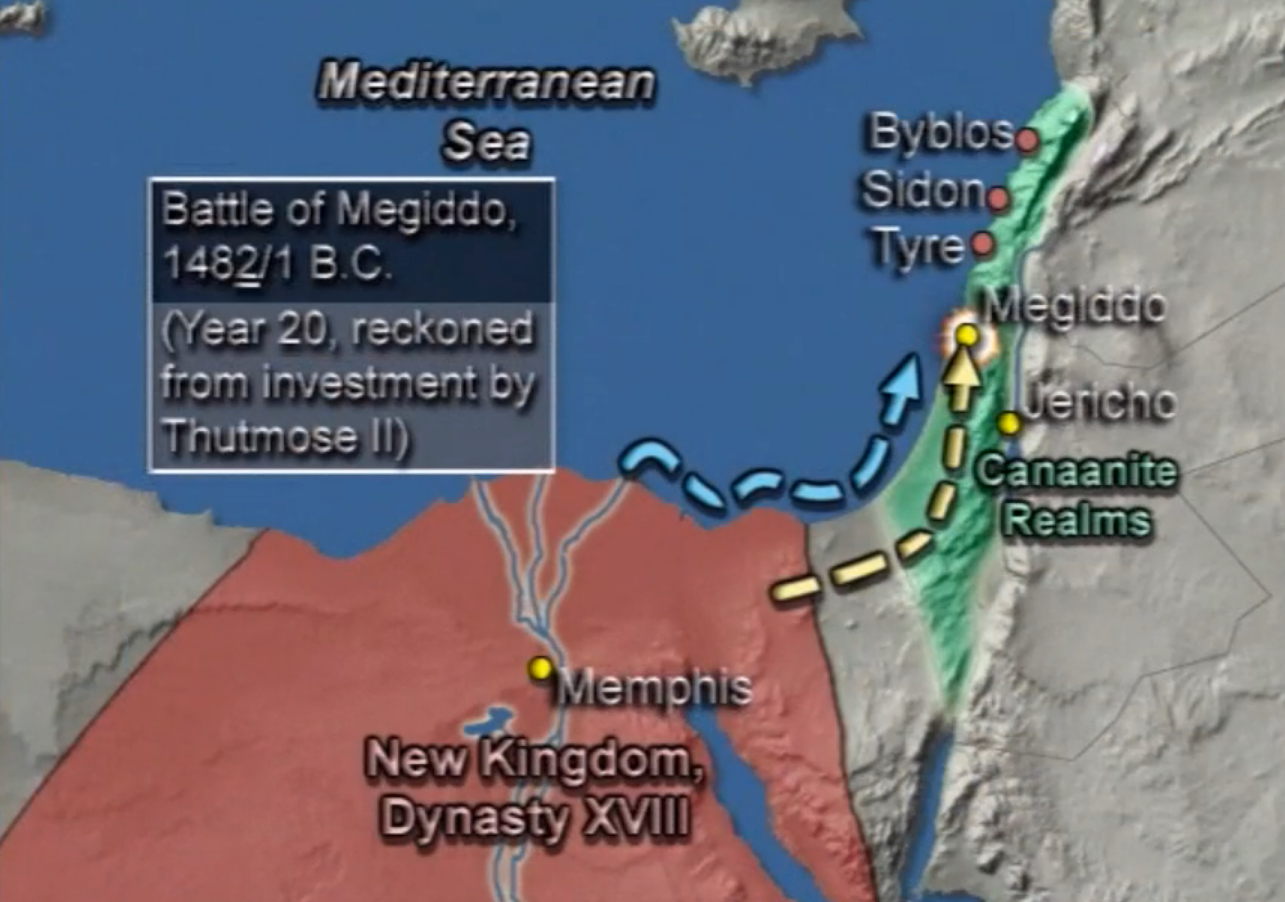 Mediterranean
Sea
Battle of Megiddo,
1482/1 B.C.
(Year 20, reckoned
from investment by
Thutmose II)
Byblos
Sidon
Tyre
Megiddo
Jericho
Canaanite
Realms
Memphis
New Kingdom,
Dynasty XVIII